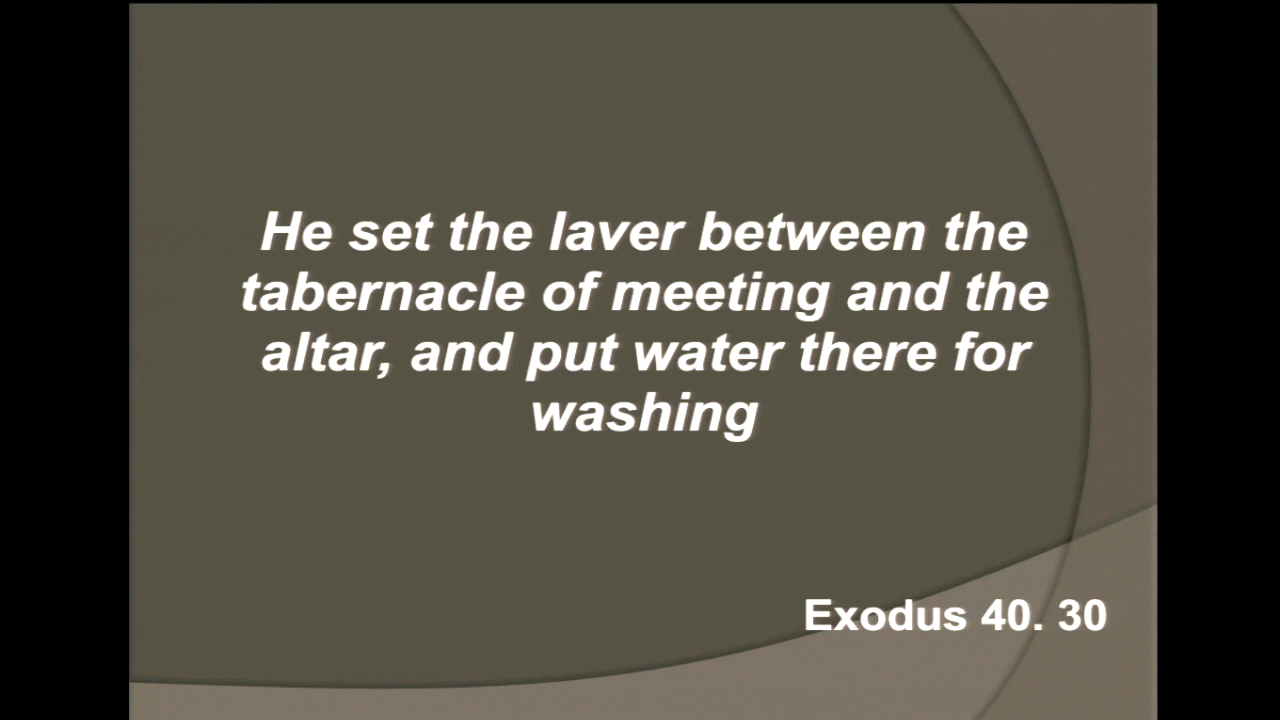 He set the laver between the
tabernacle of meeting and the
altar, and put water there for
washing
Exodus 40. 30